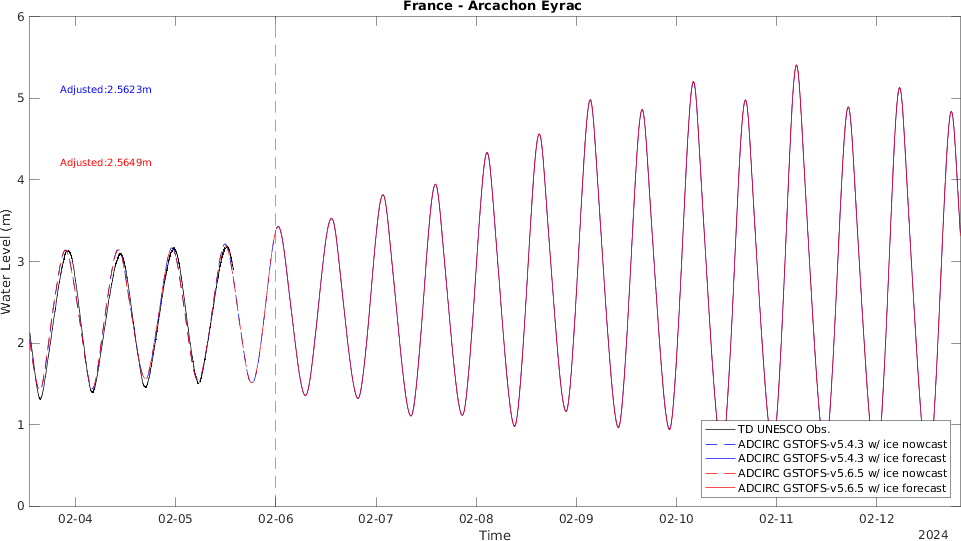 France - Arcachon Eyrac
6
5
4
3
2
1
0
Water Level (m)
Adjusted:2.5623m
Adjusted:2.5649m
TD UNESCO Obs.
ADCIRC GSTOFS-v5.4.3 w/ ice nowcast
ADCIRC GSTOFS-v5.4.3 w/ ice forecast
ADCIRC GSTOFS-v5.6.5 w/ ice nowcast
ADCIRC GSTOFS-v5.6.5 w/ ice forecast
02-04 02-05 02-06 02-07 02-08 02-09 02-10 02-11 02-12
Time
2024